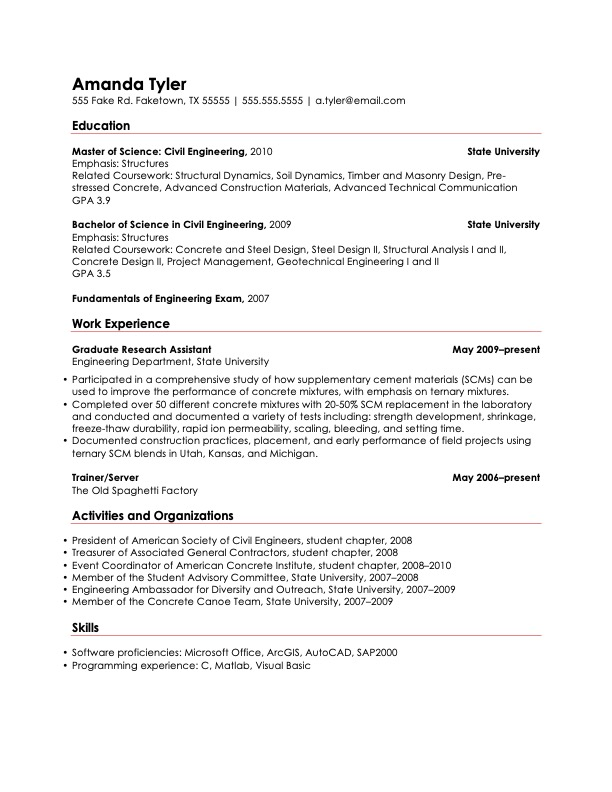 Amanda Tyler
555 Fake Rd. Faketown, TX 55555 | 555.555.5555 | a.tyler@email.com
Education
Master of Science: Civil Engineering, 2010 State University
Emphasis: Structures
Related Coursework: Structural Dynamics, Soil Dynamics, Timber and Masonry Design, Pre-
stressed Concrete, Advanced Construction Materials, Advanced Technical Communication
GPA 3.9
Bachelor of Science in Civil Engineering, 2009 State University
Emphasis: Structures
Related Coursework: Concrete and Steel Design, Steel Design II, Structural Analysis I and II,
Concrete Design II, Project Management, Geotechnical Engineering I and II
GPA 3.5
Fundamentals of Engineering Exam, 2007
Work Experience
Graduate Research Assistant May 2009–present
Engineering Department, State University
• Participated in a comprehensive study of how supplementary cement materials (SCMs) can be
used to improve the performance of concrete mixtures, with emphasis on ternary mixtures.
• Completed over 50 different concrete mixtures with 20-50% SCM replacement in the laboratory
and conducted and documented a variety of tests including: strength development, shrinkage,
freeze-thaw durability, rapid ion permeability, scaling, bleeding, and setting time.
• Documented construction practices, placement, and early performance of field projects using
ternary SCM blends in Utah, Kansas, and Michigan.
Trainer/Server May 2006–present
The Old Spaghetti Factory
Activities and Organizations
• President of American Society of Civil Engineers, student chapter, 2008
• Treasurer of Associated General Contractors, student chapter, 2008
• Event Coordinator of American Concrete Institute, student chapter, 2008–2010
• Member of the Student Advisory Committee, State University, 2007–2008
• Engineering Ambassador for Diversity and Outreach, State University, 2007–2009
• Member of the Concrete Canoe Team, State University, 2007–2009
Skills
• Software proficiencies: Microsoft Office, ArcGIS, AutoCAD, SAP2000
• Programming experience: C, Matlab, Visual Basic